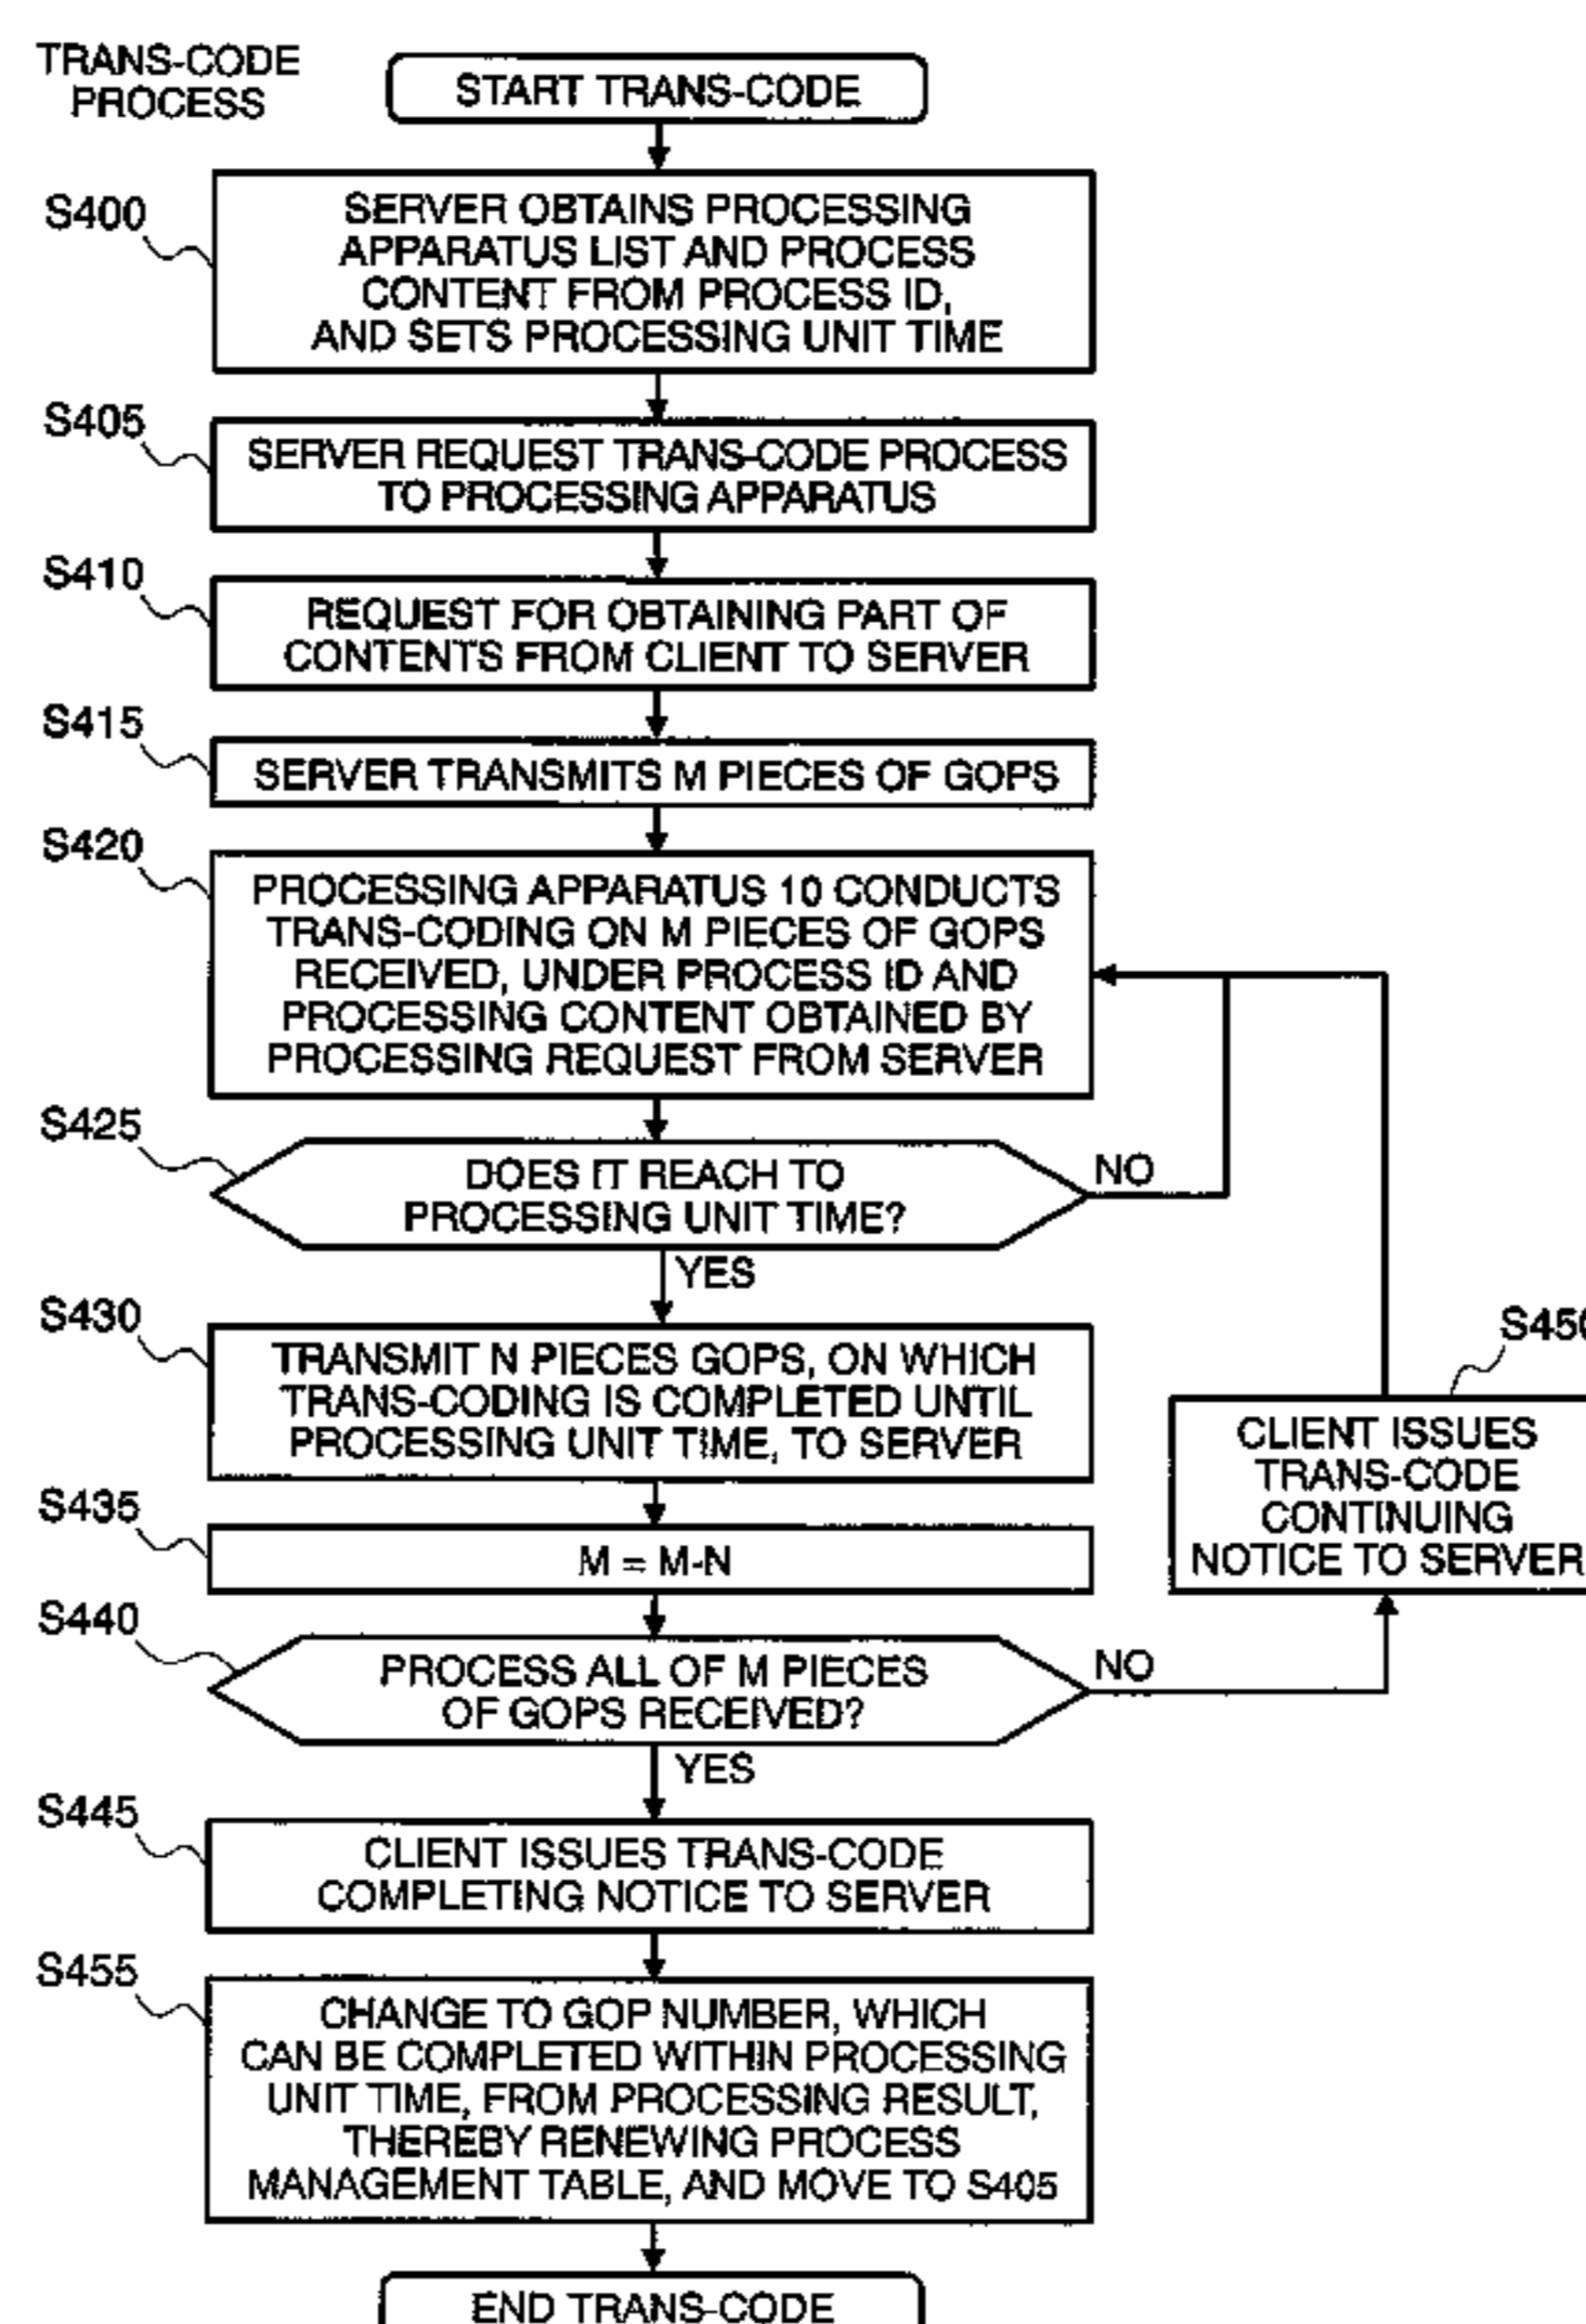 TRANS-CODE
PROCESS
START TRANS-CODE
S400
SERVER OBTAINS PROCESSING
APPARATUS LIST AND PROCESS
CONTENT FROM PROCESS ID,
AND SETS PROCESSING UNIT TIME
S405
SERVER REQUEST TRANS-CODE PROCESS
TO PROCESSING APPARATUS
S410
REQUEST FOR OBTAINING PART OF
CONTENTS FROM CLIENT TO SERVER
S415
SERVER TRANSMITS M PIECES OF GOPS
S420
PROCESSING APPARATUS 10 CONDUCTS
TRANS-CODING ON M PIECES OF GOPS
RECEIVED, UNDER PROCESS ID AND
PROCESSING CONTENT OBTAINED BY
PROCESSING REQUEST FROM SERVER
S425
DOES IT REACH TO
PROCESSING UNIT TIME?
NO
YES
S430
TRANSMIT N PIECES GOPS, ON WHICH
TRANS-CODING IS COMPLETED UNTIL
PROCESSING UNIT TIME, TO SERVER
S450
CLIENT ISSUES
TRANS-CODE
CONTINUING
NOTICE TO SERVER
S435
M = M-N
S440
PROCESS ALL OF M PIECES
OF GOPS RECEIVED?
NO
YES
S445
CLIENT ISSUES TRANS-CODE
COMPLETING NOTICE TO SERVER
S455
CHANGE TO GOP NUMBER, WHICH
CAN BE COMPLETED WITHIN PROCESSING
UNIT TIME, FROM PROCESSING RESULT,
THEREBY RENEWING PROCESS
MANAGEMENT TABLE, AND MOVE TO S405
END TRANS-CODE